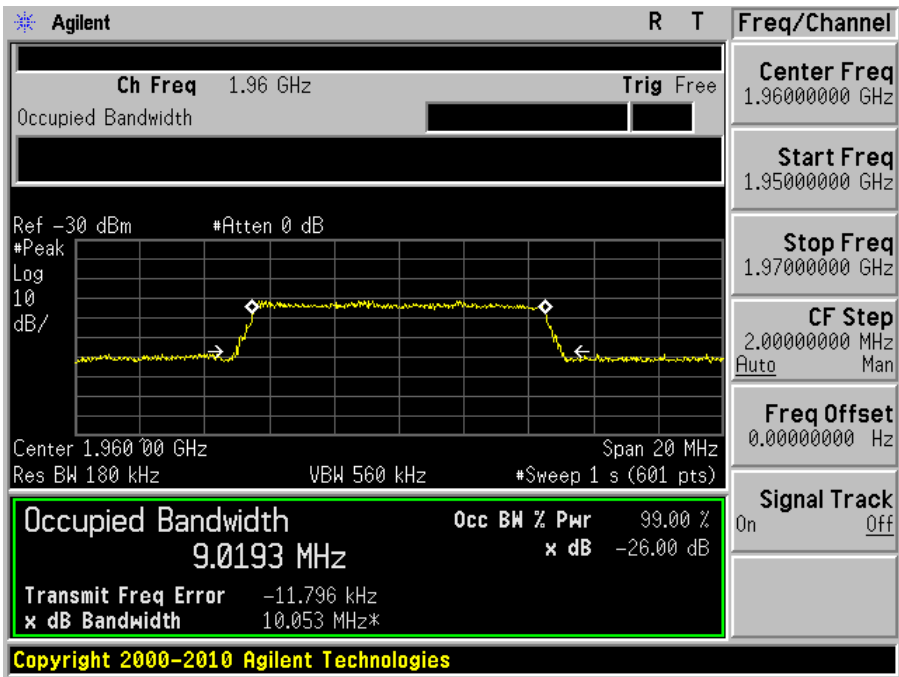 Agilent R T
Freq/Channel
Ch Freq 1.96 GHz Trig Free
Occupied Bandwidth
Center Freq
1.96000000 GHz
Start Freq
1.95000000 GHz
Stop Freq
1.97000000 GHz
CF Step
2.00000000 MHz
Auto Man
Freq Offset
0.00000000 Hz
Signal Track
On Off
Ref -30 dBm #Atten 0 dB
#Peak
Log
10
dB/
Center 1.960 00 GHz Span 20 MHz
Res BW 180 kHz VBW 560 kHz #Sweep 1 s (601 pts)
Occupied Bandwidth Occ BW % Pwr 99.00 %
9.0193 MHz x dB -26.00 dB
Transmit Freq Error -11.796 kHz
x dB Bandwidth 10.053 MHz*
Copyright 2000-2010 Agilent Technologies